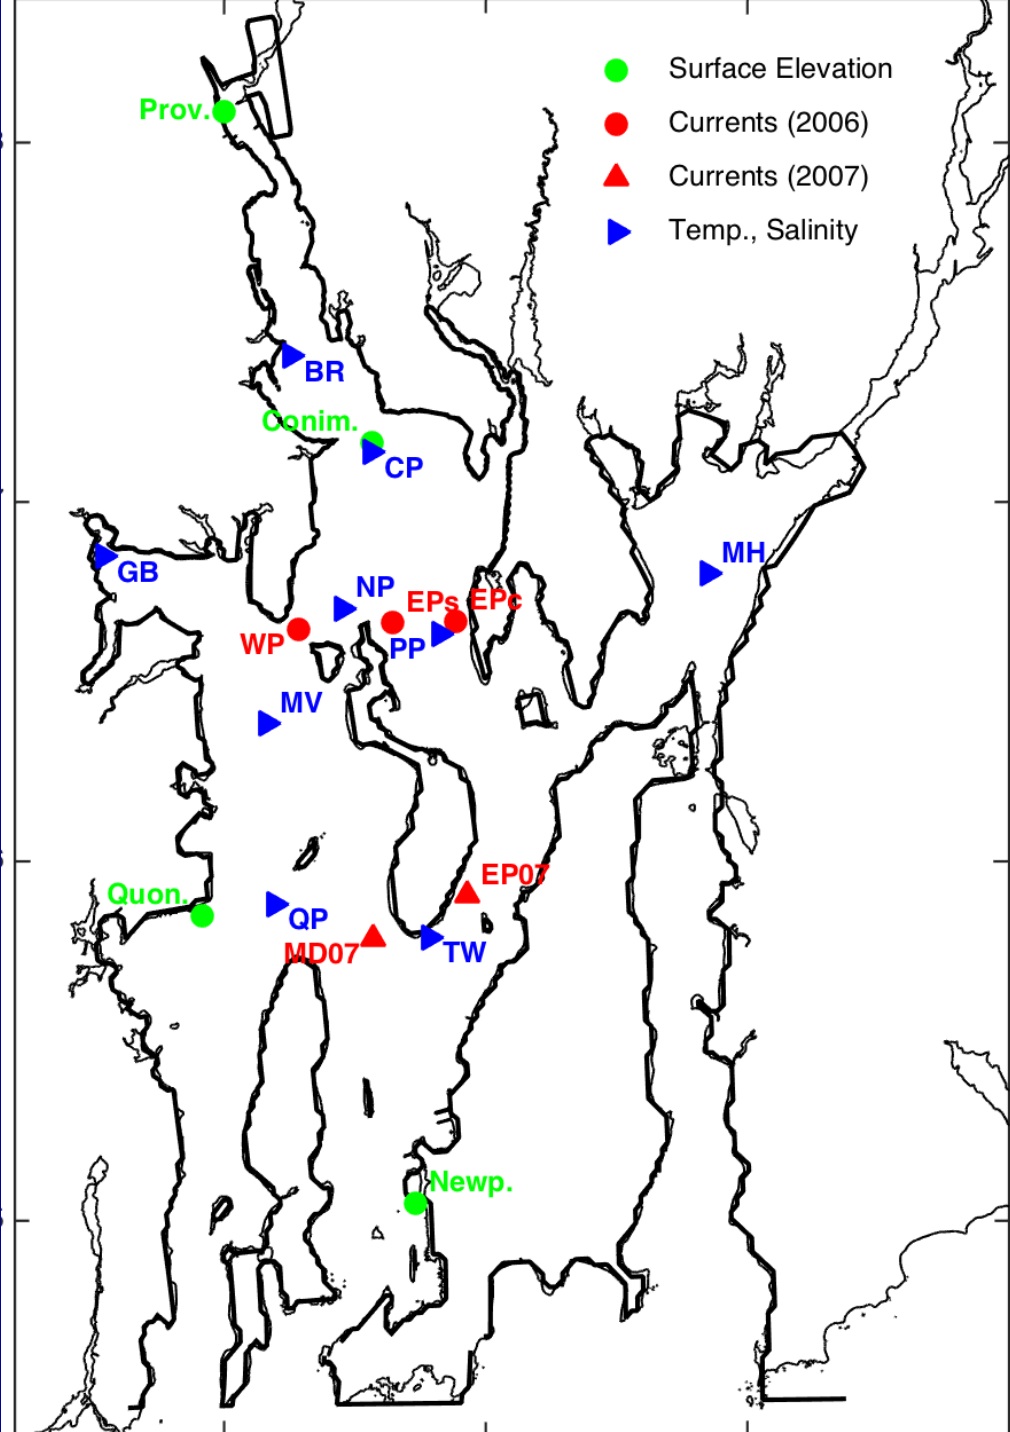 Surface Elevation
Prov.
Currents (2006)
Currents (2007)
Temp., Salinity
BR
Conim.
CP
MH
GB
NP
EPs
EPc
WP
PP
MV
EP07
Quon.
QP
MD07
TW
Newp.